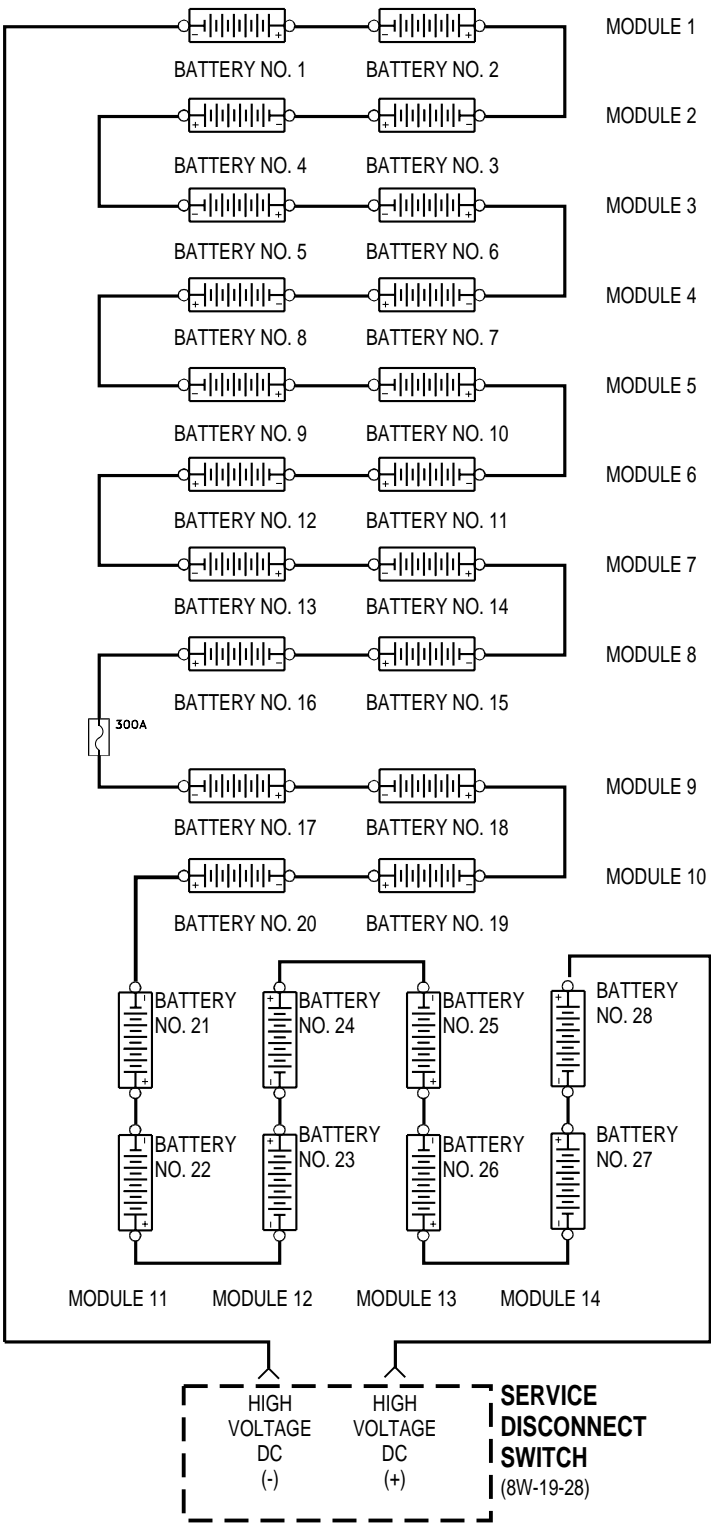 MODULE 1
BATTERY NO. 1 BATTERY NO. 2
MODULE 2
BATTERY NO. 4 BATTERY NO. 3
MODULE 3
BATTERY NO. 5 BATTERY NO. 6
MODULE 4
BATTERY NO. 8 BATTERY NO. 7
MODULE 5
BATTERY NO. 9 BATTERY NO. 10
MODULE 6
BATTERY NO. 12 BATTERY NO. 11
MODULE 7
BATTERY NO. 13 BATTERY NO. 14
MODULE 8
BATTERY NO. 16 BATTERY NO. 15
300A
MODULE 9
BATTERY NO. 17 BATTERY NO. 18
MODULE 10
BATTERY NO. 20 BATTERY NO. 19
BATTERY
NO. 21
BATTERY
NO. 24
BATTERY
NO. 25
BATTERY
NO. 28
BATTERY
NO. 22
BATTERY
NO. 23
BATTERY
NO. 26
BATTERY
NO. 27
MODULE 11 MODULE 12 MODULE 13 MODULE 14
HIGH
VOLTAGE
DC
(-)
HIGH
VOLTAGE
DC
(+)
SERVICE
DISCONNECT
SWITCH
(8W-19-28)